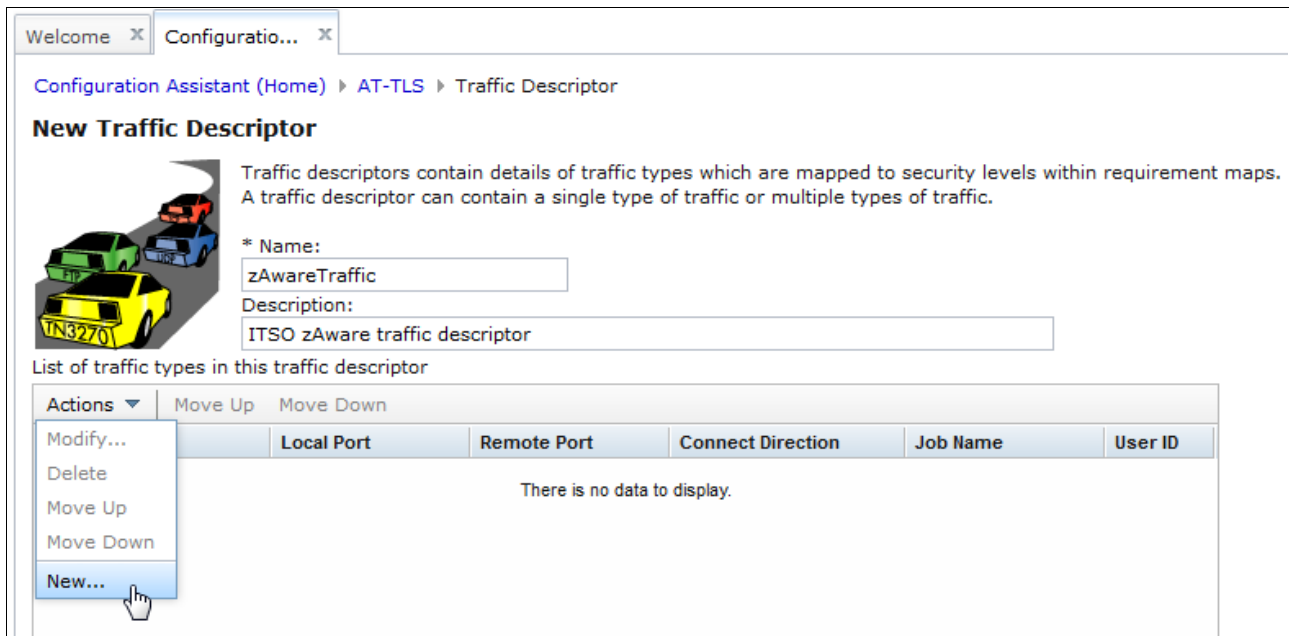 Welcome x Configuratio... x
Configuration Assistant (Home) AT-TLS Traffic Descriptor
New Traffic Descriptor
Traffic descriptors contain details of traffic types which are mapped to security levels within requirement maps.
A traffic descriptor can contain a single type of traffic or multiple types of traffic.
* Name:
zAwareTraffic
Description:
ITSO zAware traffic descriptor
UDP
FTP
TN3270
List of traffic types in this traffic descriptor
Actions Move Up Move Down
Local Port Remote Port Connect Direction Job Name User ID
There is no data to display.
Modify...
Delete
Move Up
Move Down
New...